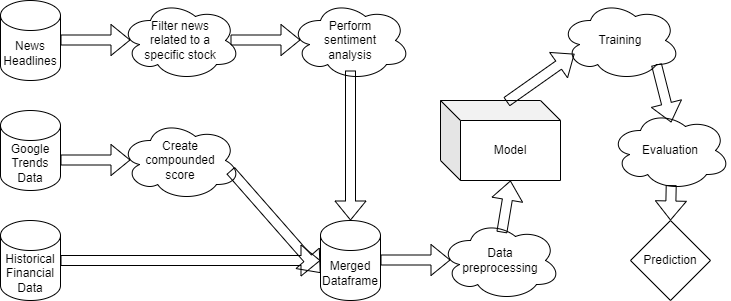 News
Headlines
Filter news
related to a
specific stock
Perform
sentiment
analysis
Training
Google
Trends
Data
Create
compounded
score
Model
Evaluation
Historical
Financial
Data
Merged
Dataframe
Data
preprocessing
Prediction